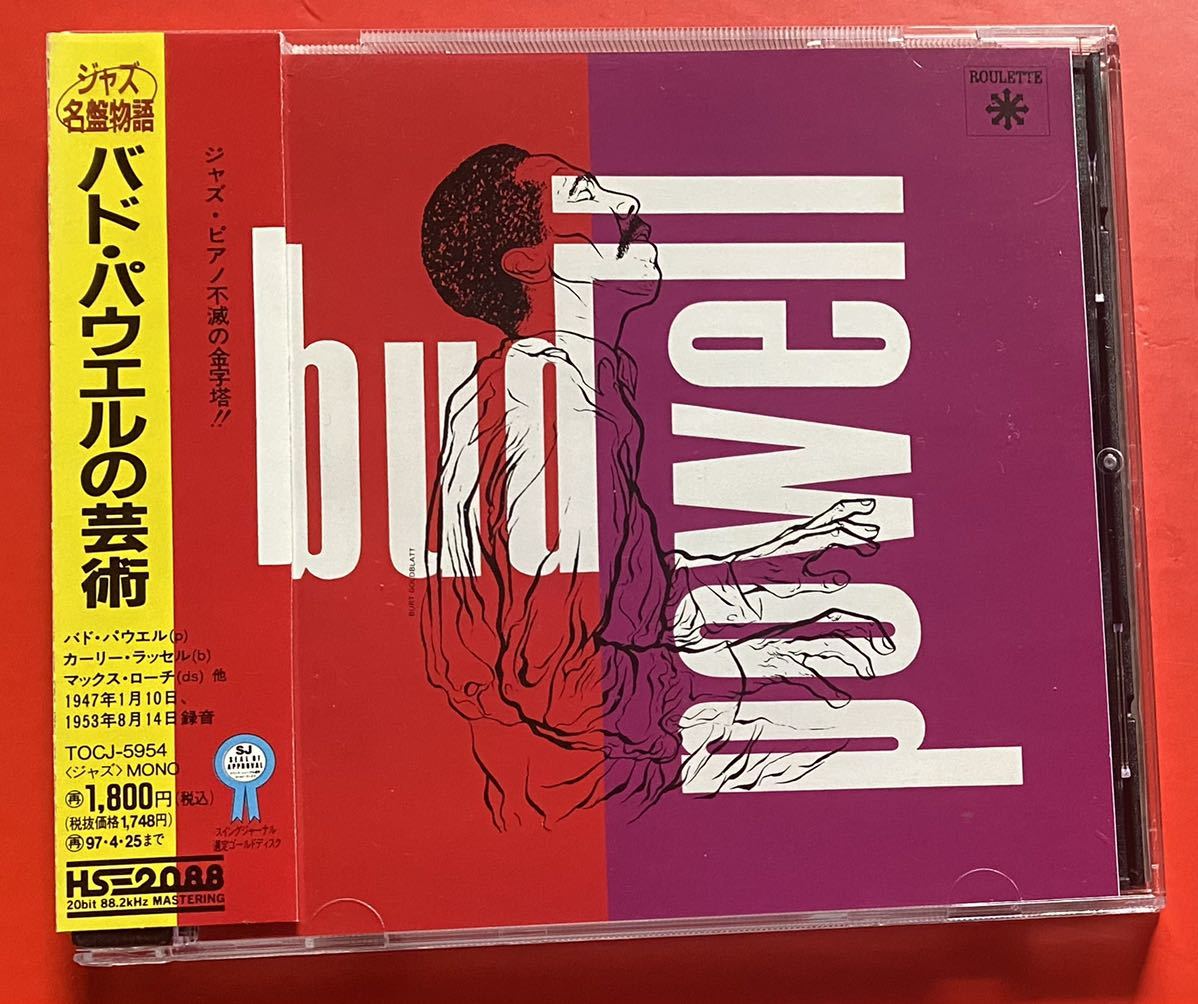 ジャズ
名盤物語
バド・パウエルの芸術
ジャズ・ピアノ不滅の金字塔!!
バド・パウエル(p)
カーリー・ラッセル(b)
マックス・ローチ(ds) 他
1947年1月10日、
1953年8月14日録音
TOCJ-5954
〈ジャズ〉MONO
再1,800円(税込)
(税抜価格1,748円)
再97・4・25まで
HS2088
20bit 88.2kHz MASTERING
SJ
SEAL OF
APPROVAL
スイングジャーナル
選定ゴールドディスク
bud
powell
BURT GOLDBLATT
ROULETTE